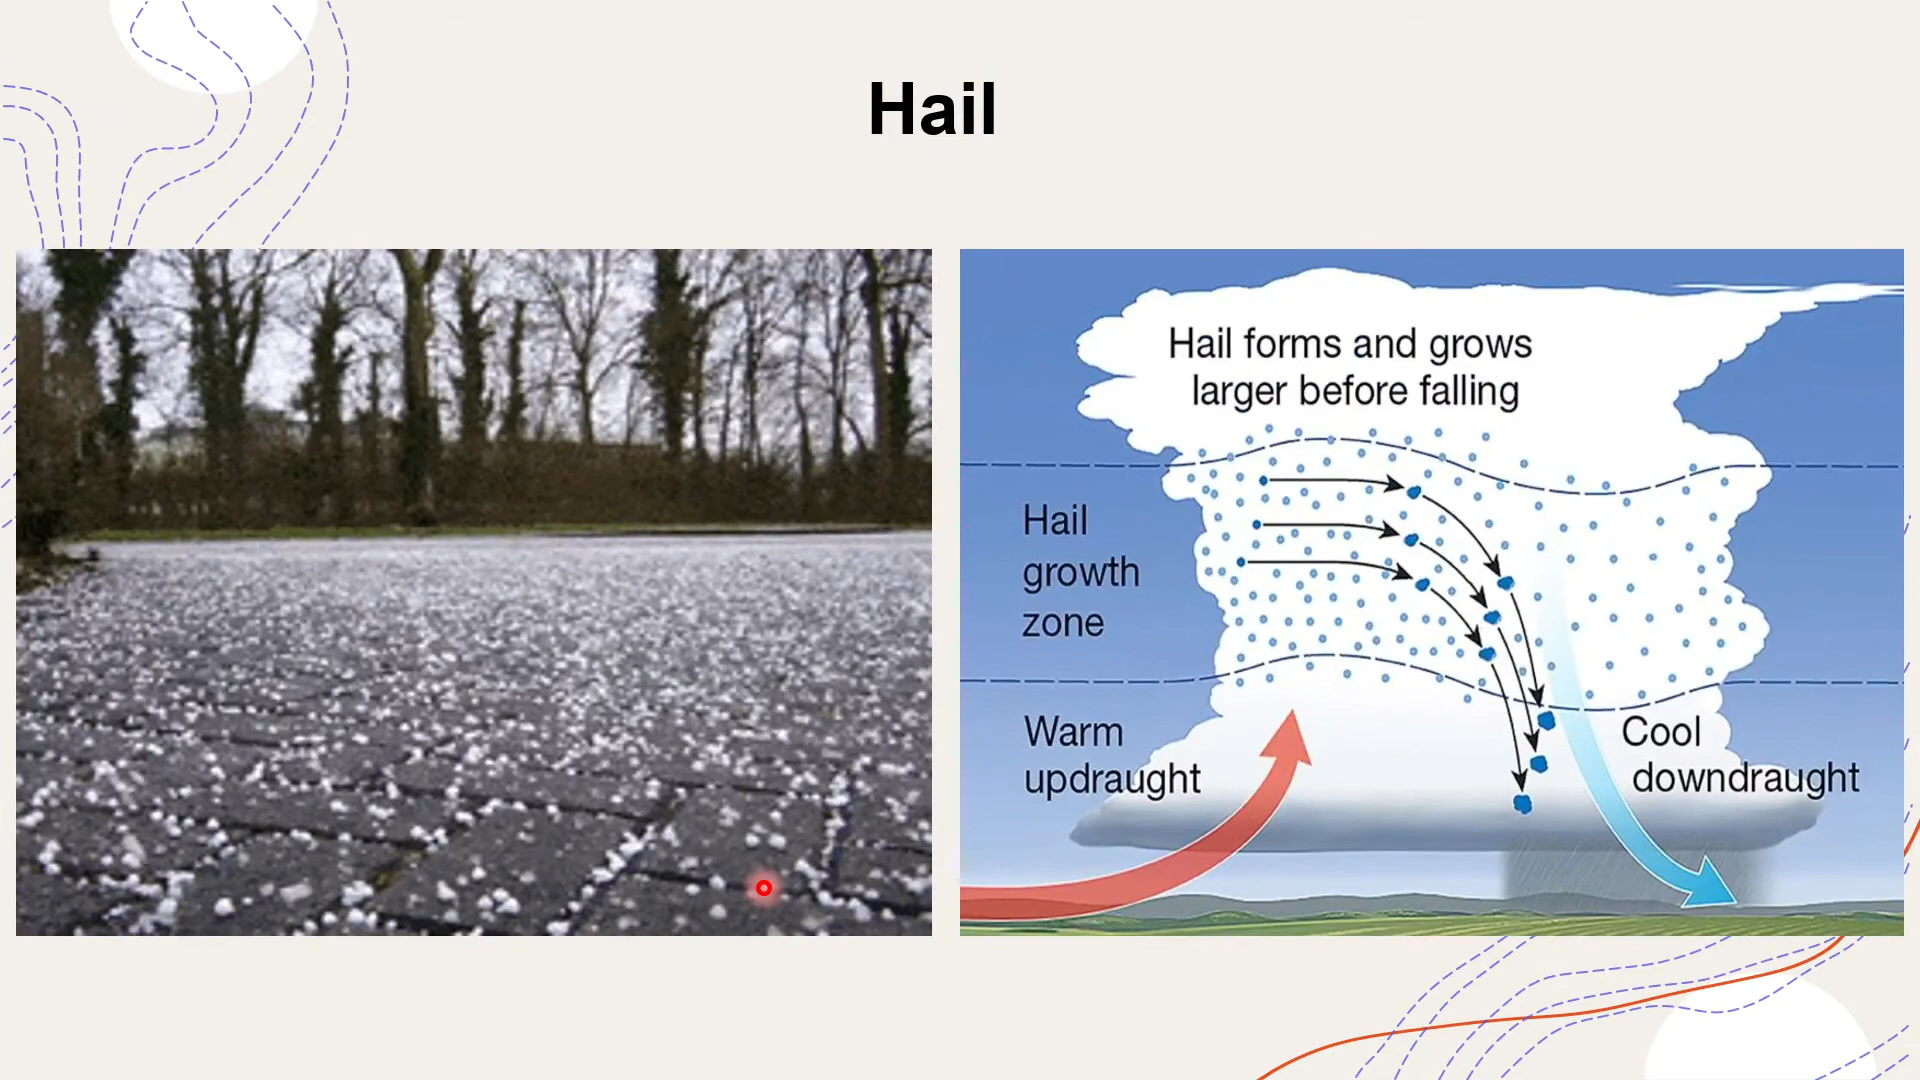 Hail
Hail forms and grows
larger before falling
Hail
growth
zone
Warm
updraught
Cool
downdraught